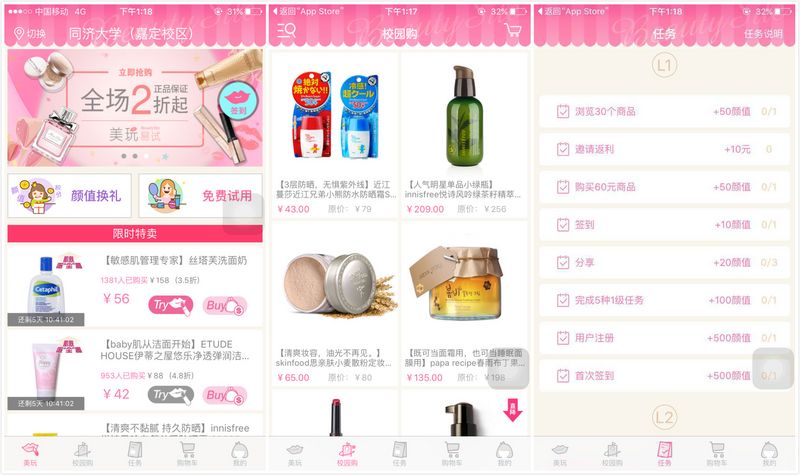 中国移动 4G
下午1:18
31%
切换
同济大学（嘉定校区）
立即抢购
全场2折起
正品保证
美玩易试
签到
颜值换礼
免费试用
限时特卖
【敏感肌管理专家】丝塔芙洗面奶
1381人已购买 ¥158 (3.5折)
¥56
Try
Buy
Cetaphil
还剩5天 10:41:02
【baby肌从洁面开始】ETUDE
HOUSE伊蒂之屋悠乐净透弹润洁...
953人已购买 ¥88 (4.8折)
¥42
Try
Buy
还剩5天 10:41:02
【清爽不黏腻 持久防晒】innisfree
美玩
校园购
任务
购物车
我的
返回"App Store"
下午1:17
32%
校园购
【3层防晒，无惧紫外线】近江
蔓莎近江兄弟小熊防水防晒霜S...
¥43.00 原价：¥79
【人气明星单品小绿瓶】
innisfree悦诗风吟绿茶籽精萃...
¥209.00 原价：¥256
【清爽妆容，油光不再见。】
skinfood思亲肤小麦散粉定妆...
¥65.00 原价：¥80
【既可当面霜用，也可当睡眠面
膜用】papa recipe春雨布丁果...
¥135.00 原价：¥198
美玩
校园购
任务
购物车
我的
返回"App Store"
下午1:18
32%
任务
任务说明
L1
浏览30个商品 +50颜值 0/1
邀请返利 +10元 0
购买60元商品 +50颜值 0/1
签到 +10颜值 0/1
分享 +20颜值 0/3
完成5种1级任务 +100颜值 0/1
用户注册 +500颜值 0/1
首次签到 +500颜值 0/1
L2
美玩
校园购
任务
购物车
我的